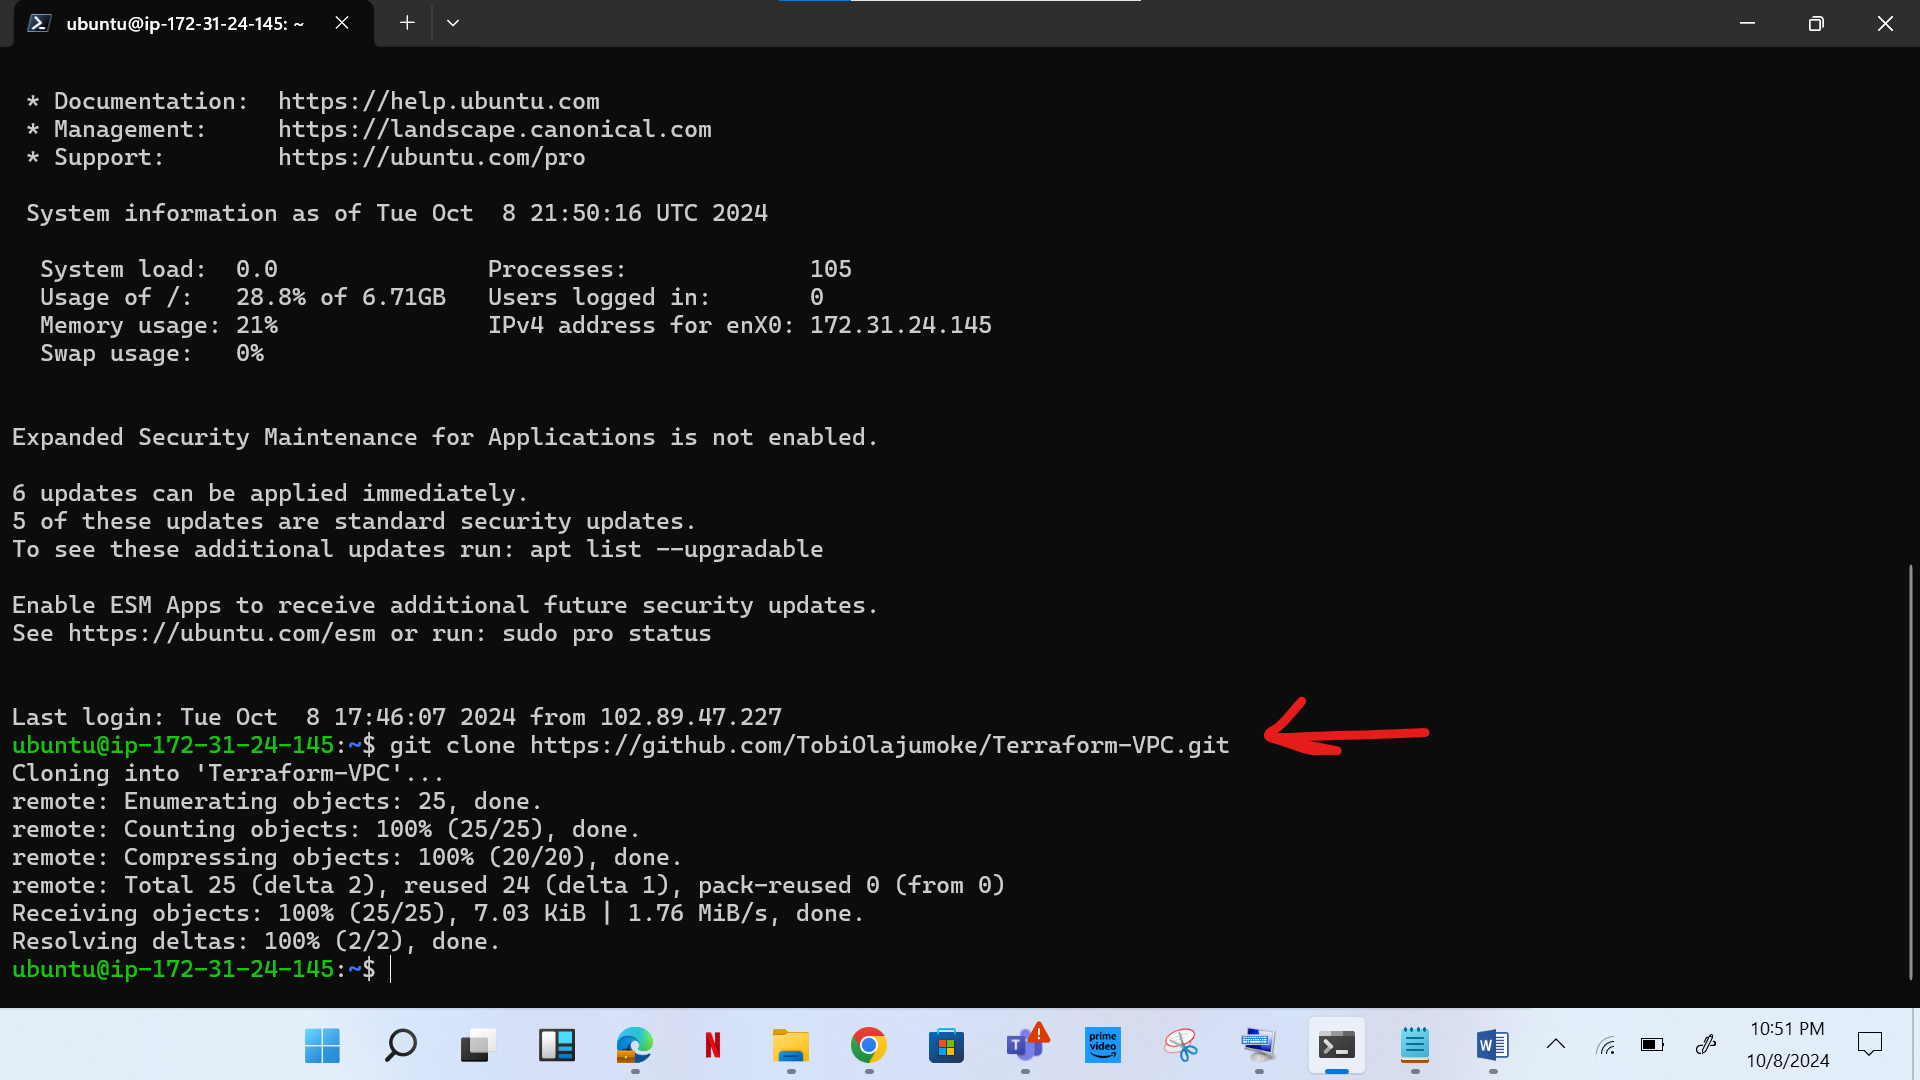 ubuntu@ip-172-31-24-145: ~
* Documentation:  https://help.ubuntu.com
* Management:     https://landscape.canonical.com
* Support:        https://ubuntu.com/pro
System information as of Tue Oct  8 21:50:16 UTC 2024
System load:  0.0               Processes:             105
Usage of /:   28.8% of 6.71GB   Users logged in:       0
Memory usage: 21%               IPv4 address for enX0: 172.31.24.145
Swap usage:   0%
Expanded Security Maintenance for Applications is not enabled.
6 updates can be applied immediately.
5 of these updates are standard security updates.
To see these additional updates run: apt list --upgradable
Enable ESM Apps to receive additional future security updates.
See https://ubuntu.com/esm or run: sudo pro status
Last login: Tue Oct  8 17:46:07 2024 from 102.89.47.227
ubuntu@ip-172-31-24-145:~$ git clone https://github.com/TobiOlajumoke/Terraform-VPC.git
Cloning into 'Terraform-VPC'...
remote: Enumerating objects: 25, done.
remote: Counting objects: 100% (25/25), done.
remote: Compressing objects: 100% (20/20), done.
remote: Total 25 (delta 2), reused 24 (delta 1), pack-reused 0 (from 0)
Receiving objects: 100% (25/25), 7.03 KiB | 1.76 MiB/s, done.
Resolving deltas: 100% (2/2), done.
ubuntu@ip-172-31-24-145:~$
N
T
prime video
W
10:51 PM
10/8/2024